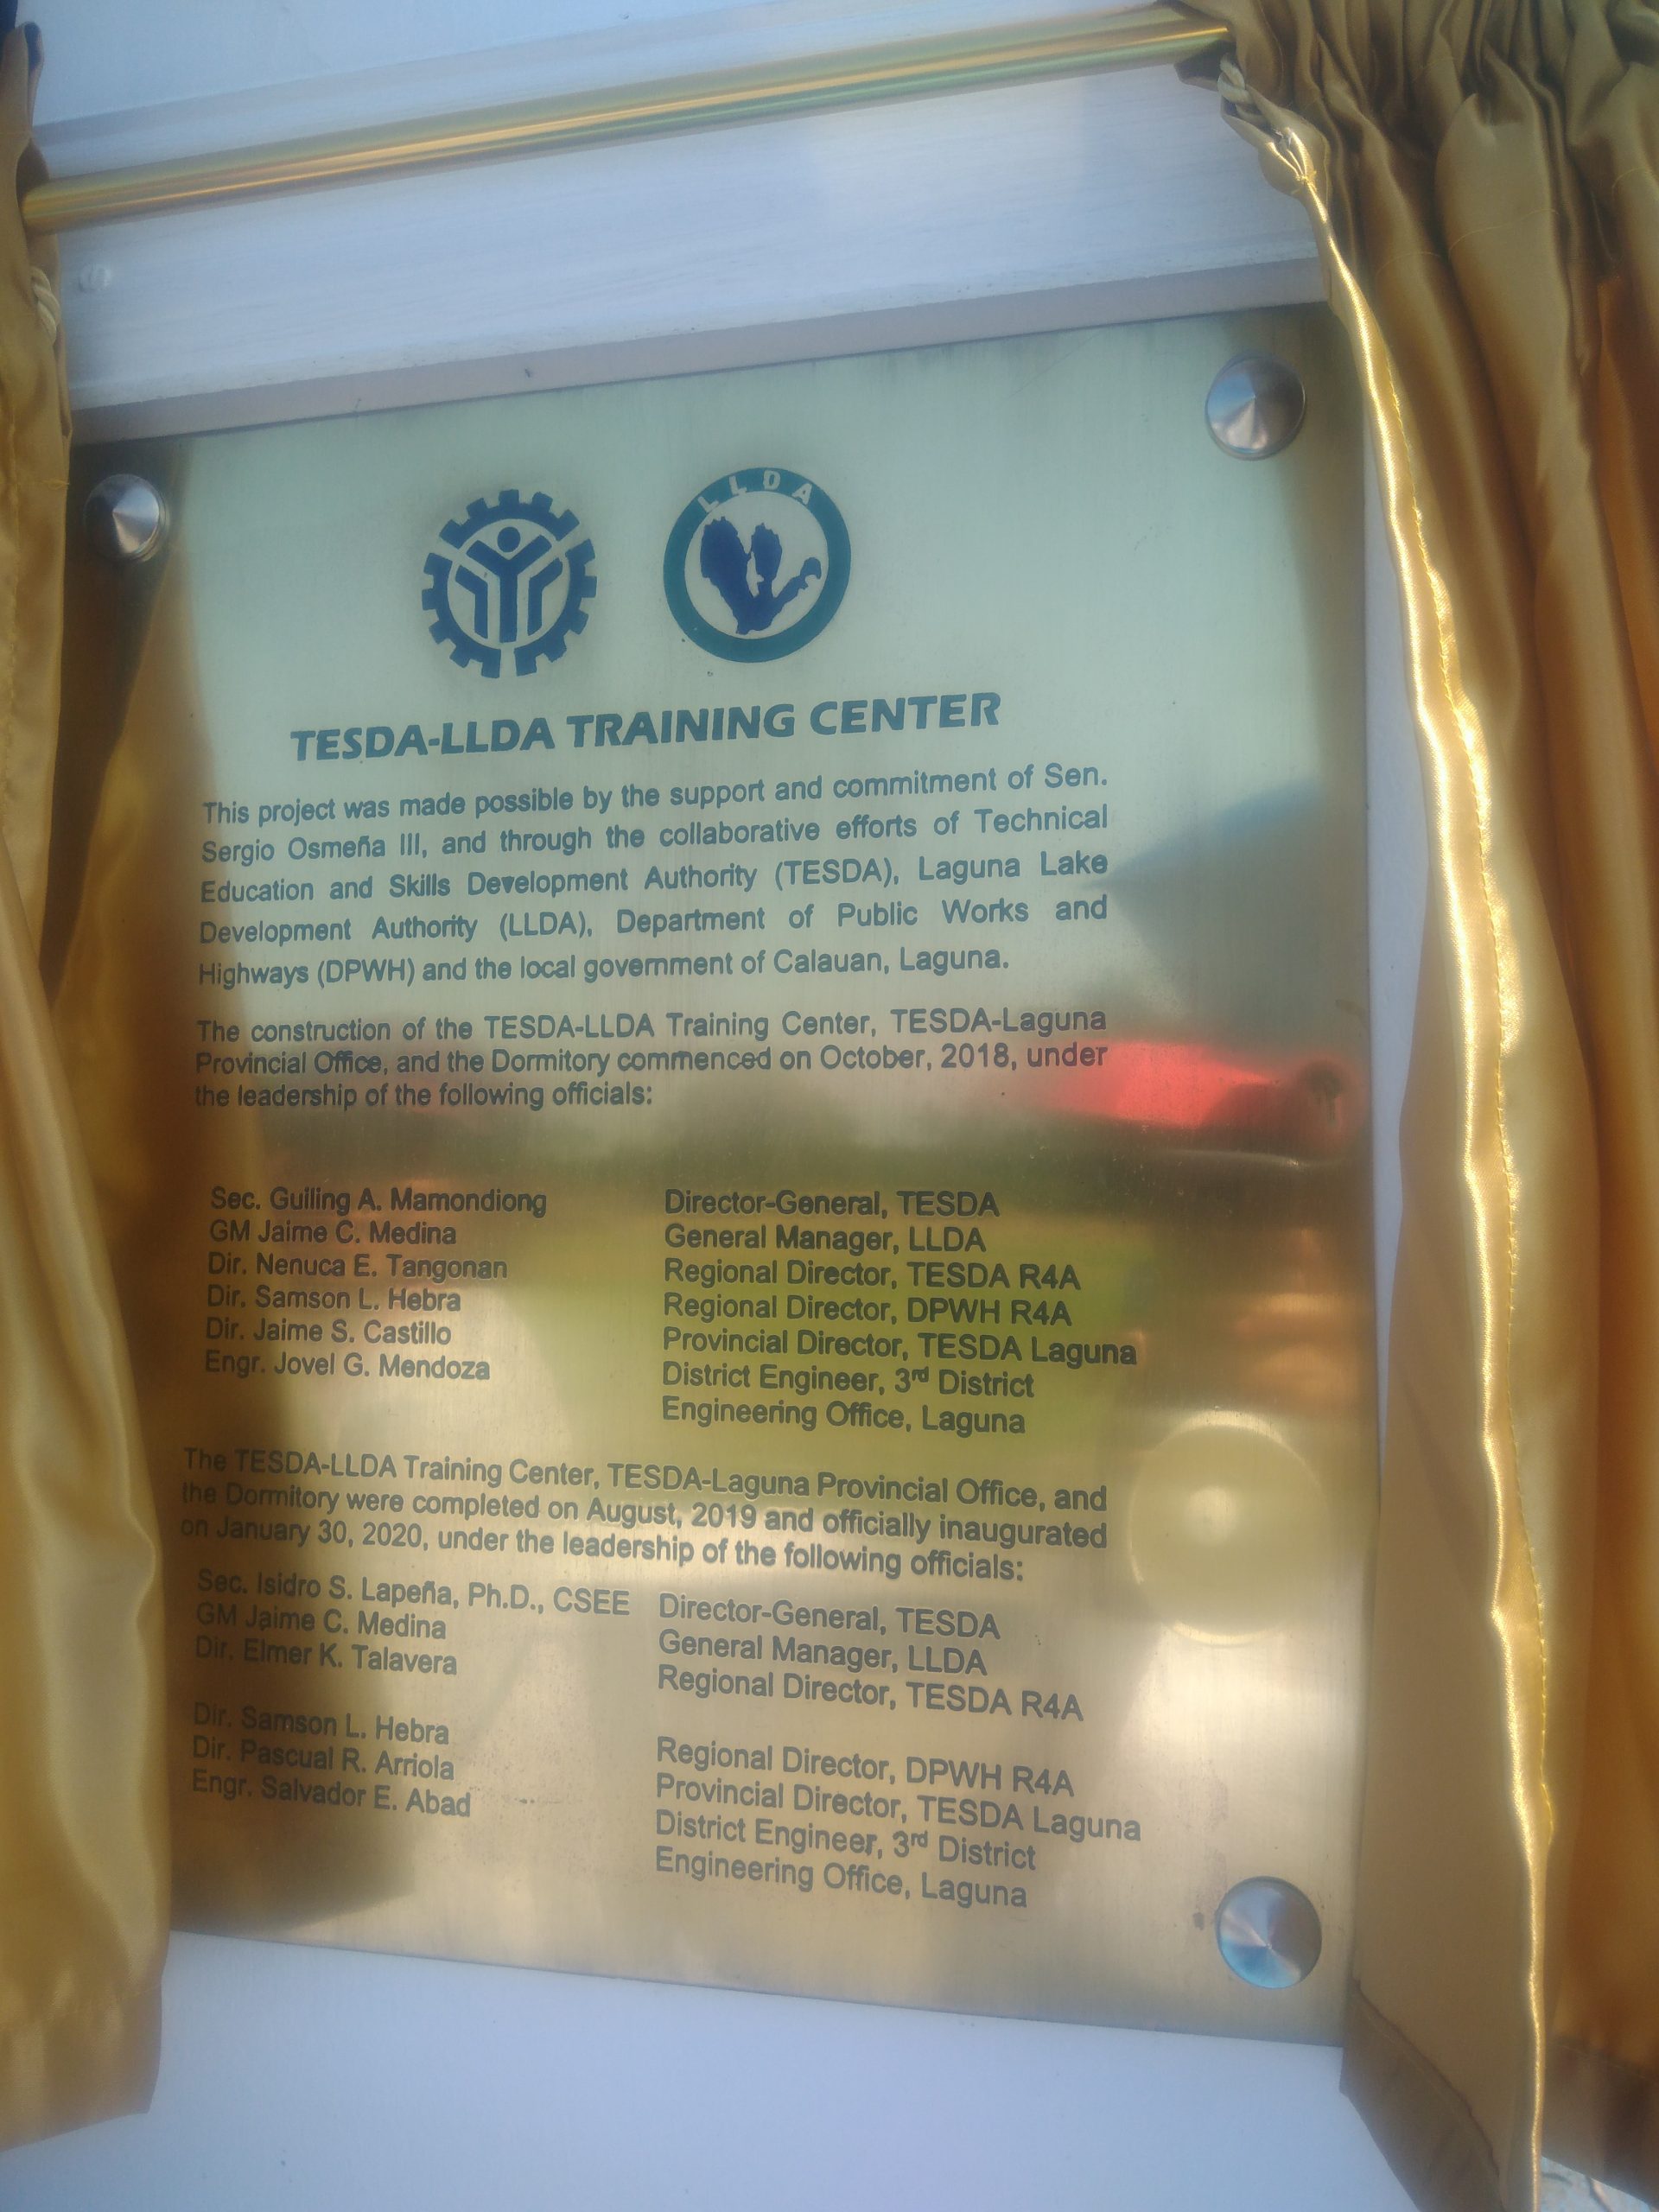 LLDA
TESDA-LLDA TRAINING CENTER
This project was made possible by the support and commitment of Sen.
Sergio Osmeña III, and through the collaborative efforts of Technical
Education and Skills Development Authority (TESDA), Laguna Lake
Development Authority (LLDA), Department of Public Works and
Highways (DPWH) and the local government of Calauan, Laguna.
The construction of the TESDA-LLDA Training Center, TESDA-Laguna
Provincial Office, and the Dormitory commenced on October, 2018, under
the leadership of the following officials:
Sec. Guiling A. Mamondiong Director-General, TESDA
GM Jaime C. Medina General Manager, LLDA
Dir. Nenuca E. Tangonan Regional Director, TESDA R4A
Dir. Samson L. Hebra Regional Director, DPWH R4A
Dir. Jaime S. Castillo Provincial Director, TESDA Laguna
Engr. Jovel G. Mendoza District Engineer, 3rd District
Engineering Office, Laguna
The TESDA-LLDA Training Center, TESDA-Laguna Provincial Office, and
the Dormitory were completed on August, 2019 and officially inaugurated
on January 30, 2020, under the leadership of the following officials:
Sec. Isidro S. Lapeña, Ph.D., CSEE Director-General, TESDA
GM Jaime C. Medina General Manager, LLDA
Dir. Elmer K. Talavera Regional Director, TESDA R4A
Dir. Samson L. Hebra Regional Director, DPWH R4A
Dir. Pascual R. Arriola Provincial Director, TESDA Laguna
Engr. Salvador E. Abad District Engineer, 3rd District
Engineering Office, Laguna